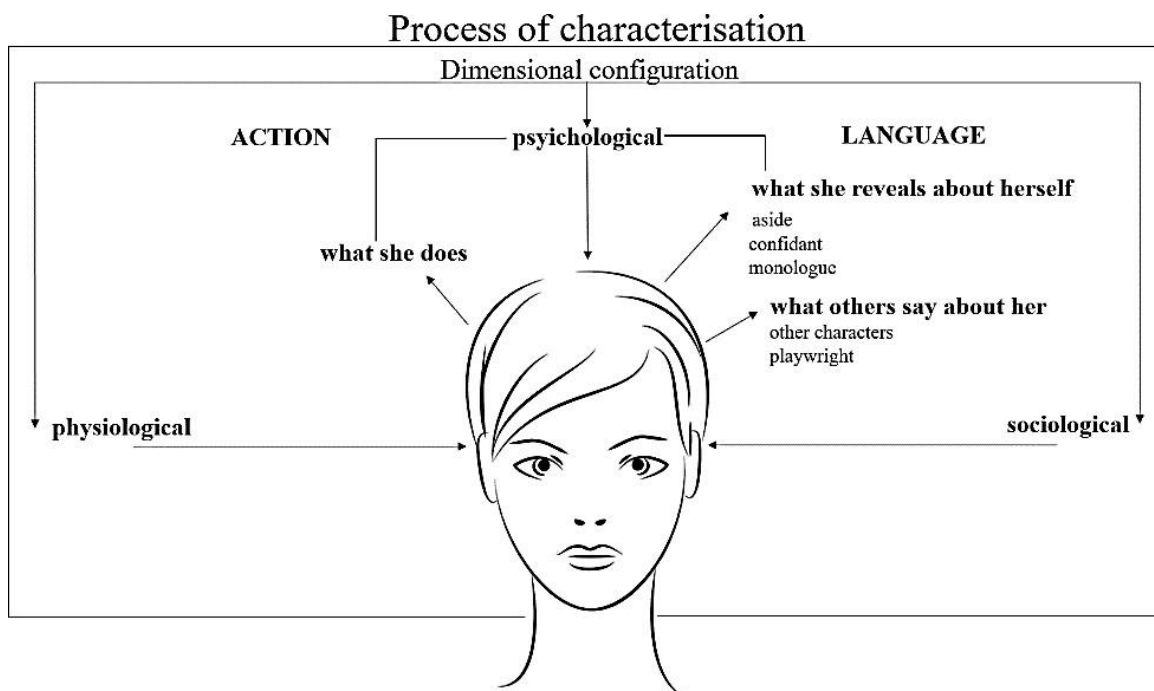 Process of characterisation
Dimensional configuration
ACTION
psyichological
LANGUAGE
what she reveals about herself
aside
confidant
monologue
what she does
what others say about her
other characters
playwright
physiological
sociological